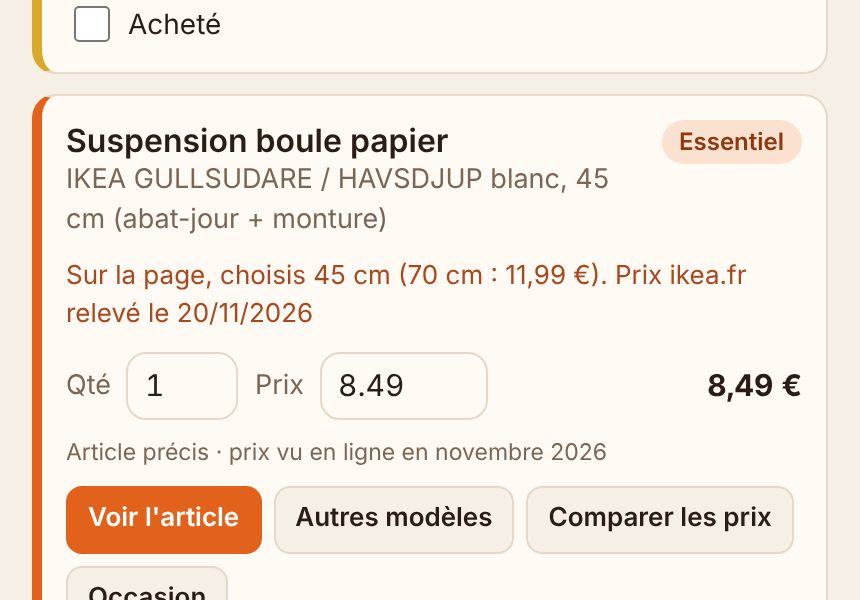 Acheté
Suspension boule papier
Essentiel
IKEA GULLSUDARE / HAVSDJUP blanc, 45
cm (abat-jour + monture)
Sur la page, choisis 45 cm (70 cm : 11,99 €). Prix ikea.fr
relevé le 20/11/2026
Qté 1 Prix 8.49 8,49 €
Article précis · prix vu en ligne en novembre 2026
Voir l'article Autres modèles Comparer les prix
Occasion